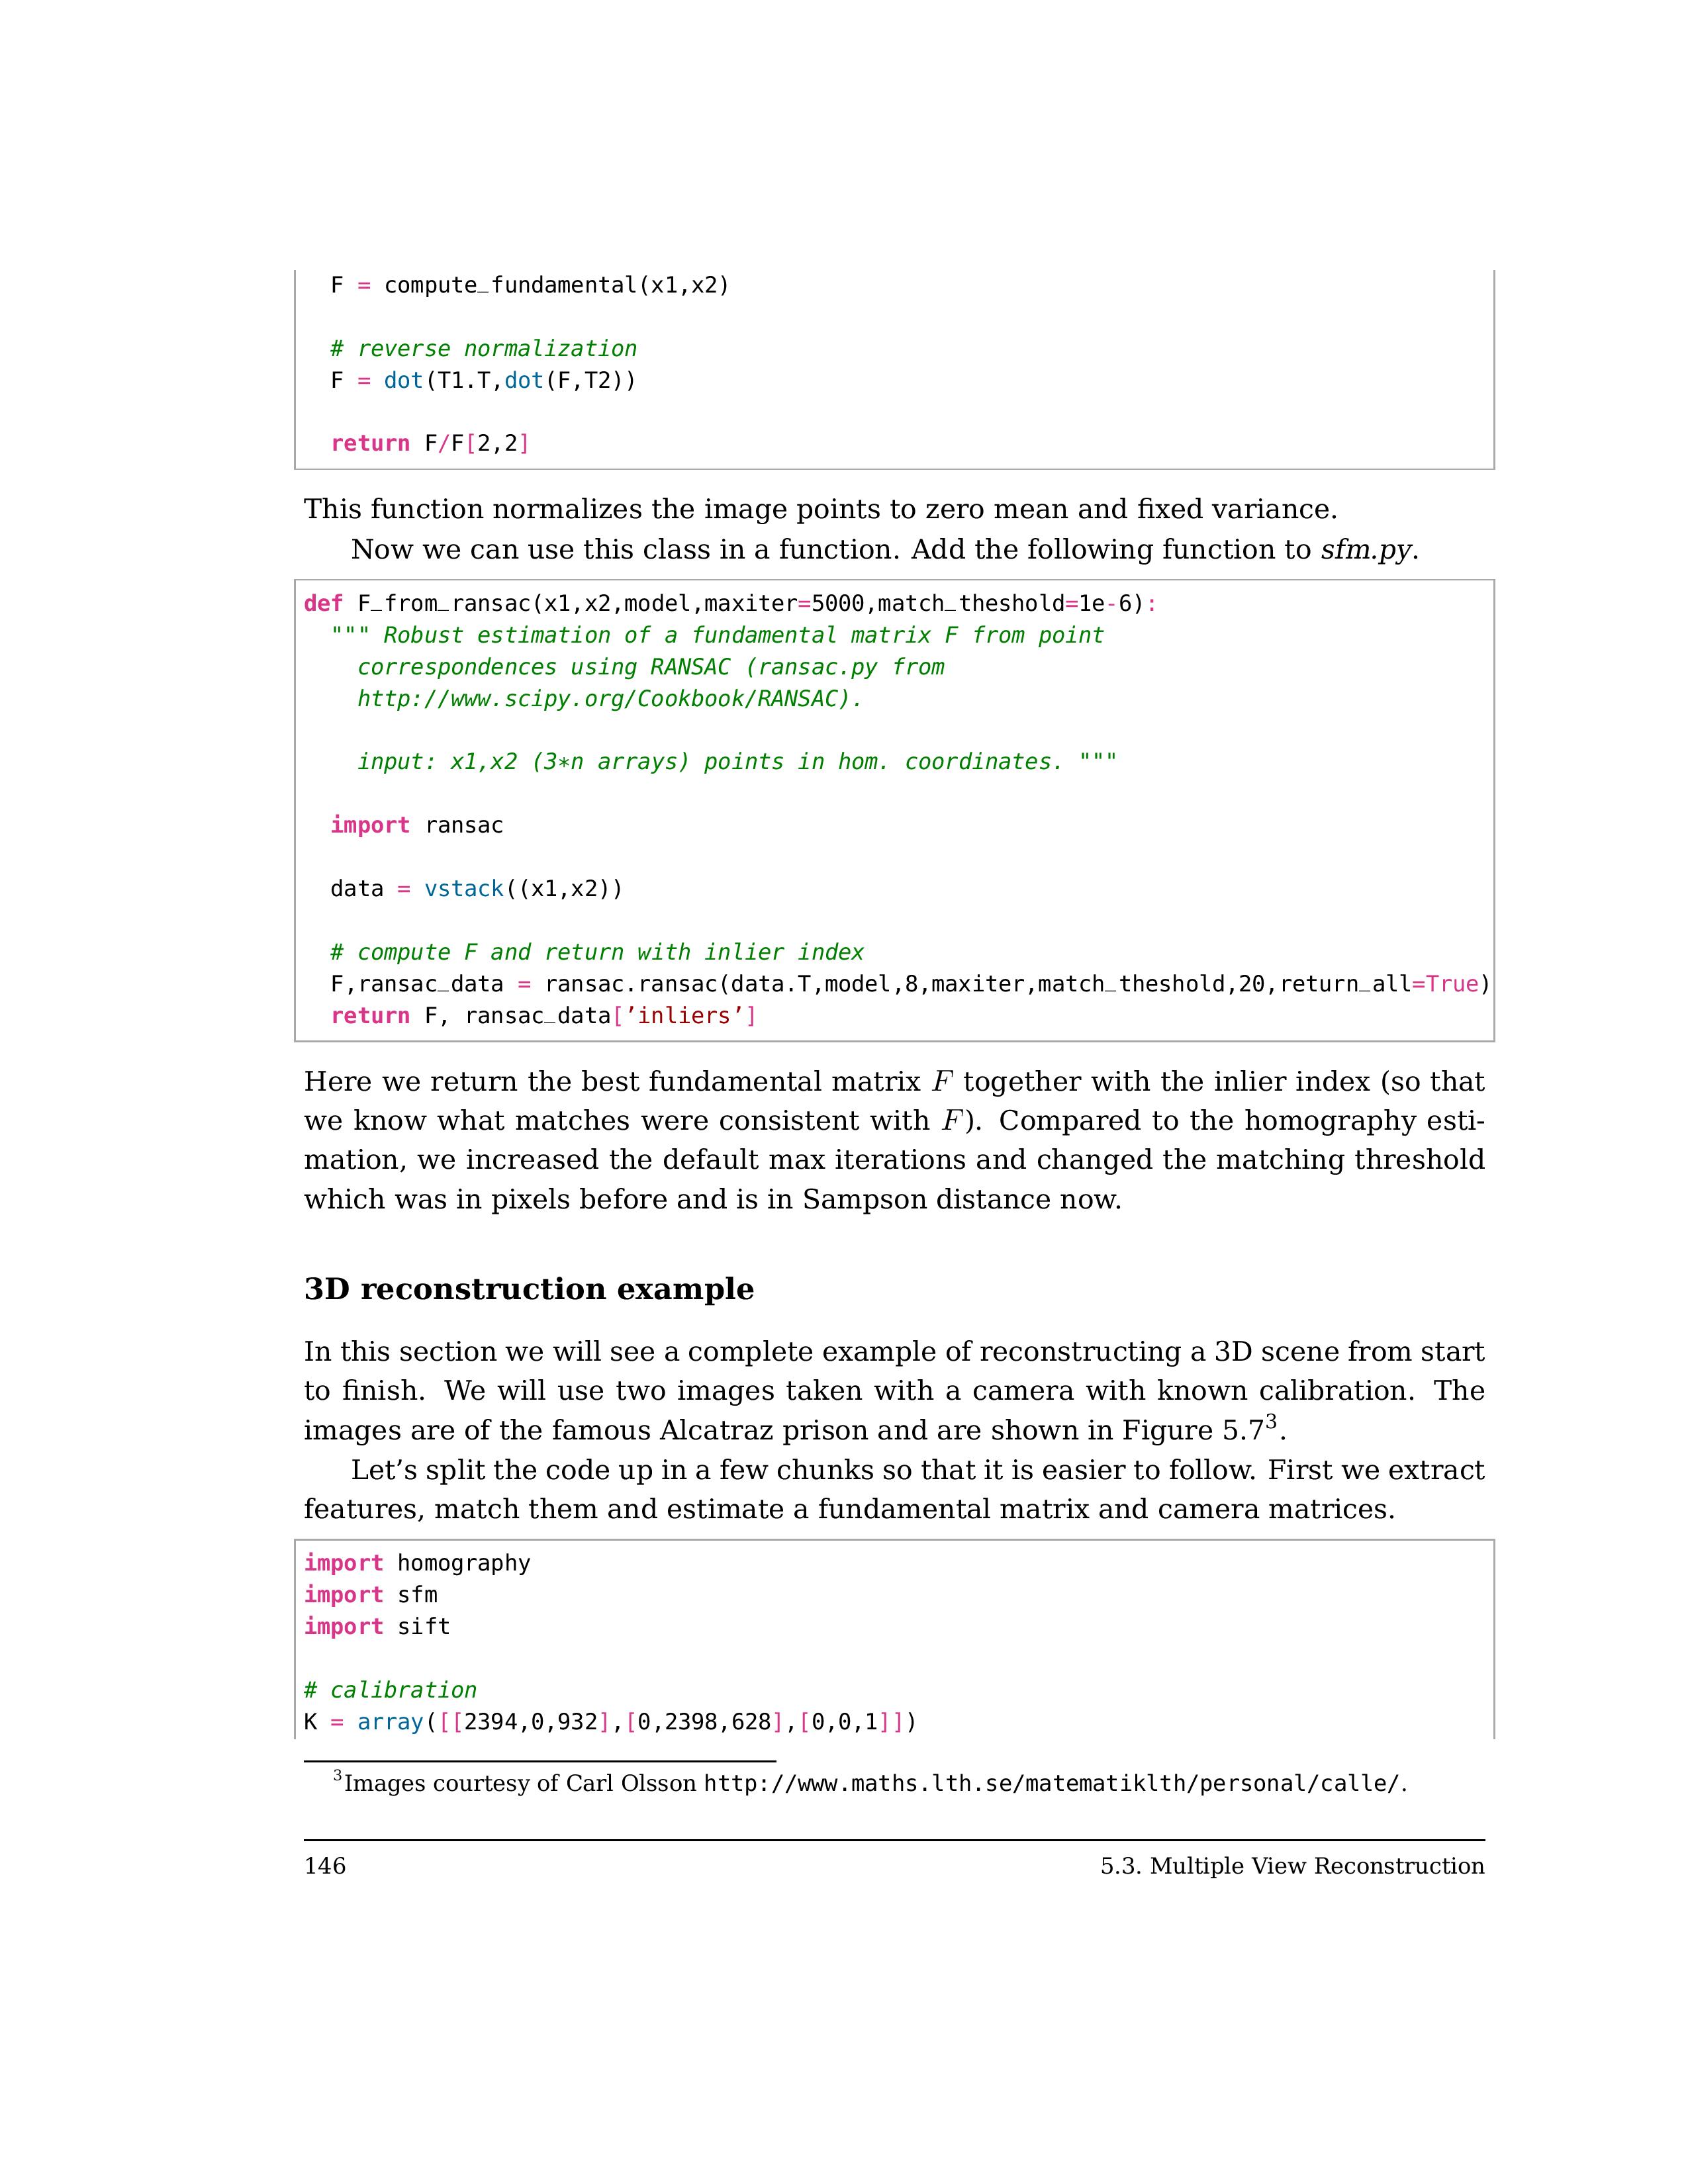 F = compute_fundamental(x1,x2)
# reverse normalization
F = dot(T1.T,dot(F,T2))
return F/F[2,2]
This function normalizes the image points to zero mean and fixed variance.
Now we can use this class in a function. Add the following function to sfm.py.
def F_from_ransac(x1,x2,model,maxiter=5000,match_theshold=1e-6):
""" Robust estimation of a fundamental matrix F from point
correspondences using RANSAC (ransac.py from
http://www.scipy.org/Cookbook/RANSAC).
input: x1,x2 (3*n arrays) points in hom. coordinates. """
import ransac
data = vstack((x1,x2))
# compute F and return with inlier index
F,ransac_data = ransac.ransac(data.T,model,8,maxiter,match_theshold,20,return_all=True)
return F, ransac_data[’inliers’]
Here we return the best fundamental matrix F together with the inlier index (so that
we know what matches were consistent with F). Compared to the homography esti-
mation, we increased the default max iterations and changed the matching threshold
which was in pixels before and is in Sampson distance now.
3D reconstruction example
In this section we will see a complete example of reconstructing a 3D scene from start
to finish. We will use two images taken with a camera with known calibration. The
images are of the famous Alcatraz prison and are shown in Figure 5.7³.
Let’s split the code up in a few chunks so that it is easier to follow. First we extract
features, match them and estimate a fundamental matrix and camera matrices.
import homography
import sfm
import sift
# calibration
K = array([[2394,0,932],[0,2398,628],[0,0,1]])
³Images courtesy of Carl Olsson http://www.maths.lth.se/matematiklth/personal/calle/.
146 5.3. Multiple View Reconstruction